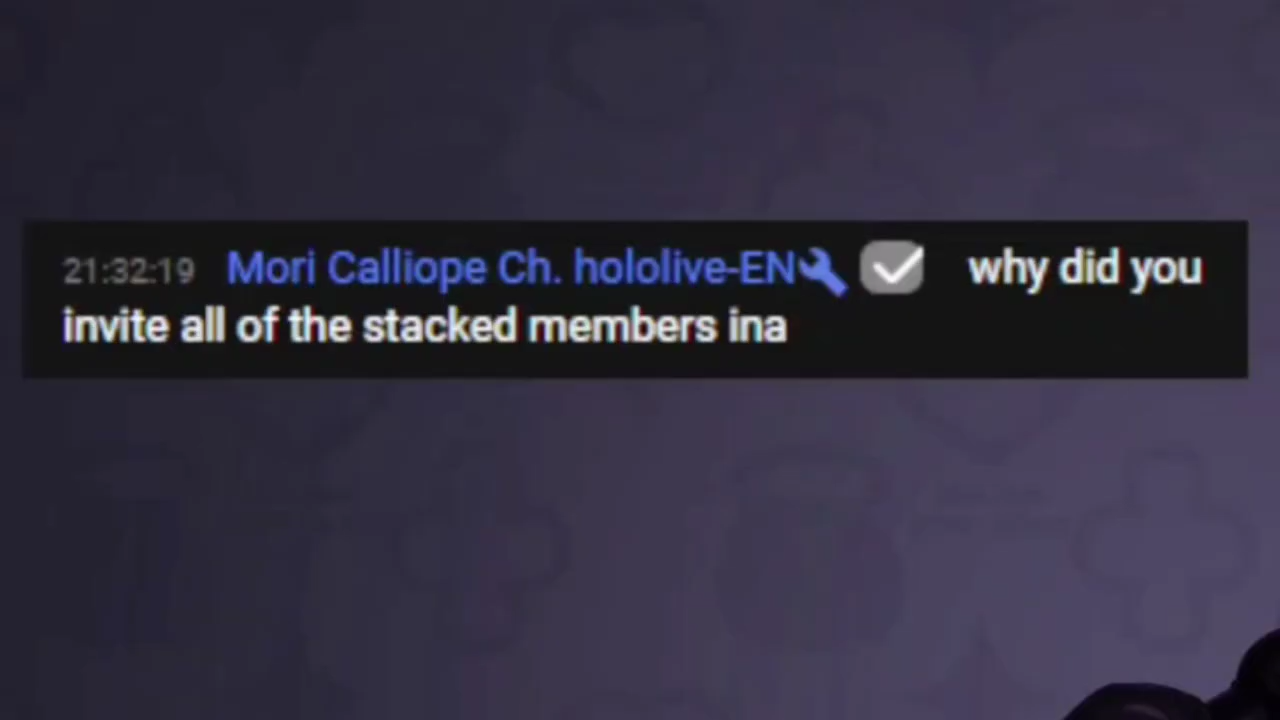 21:32:19 Mori Calliope Ch. hololive-EN why did you
invite all of the stacked members ina